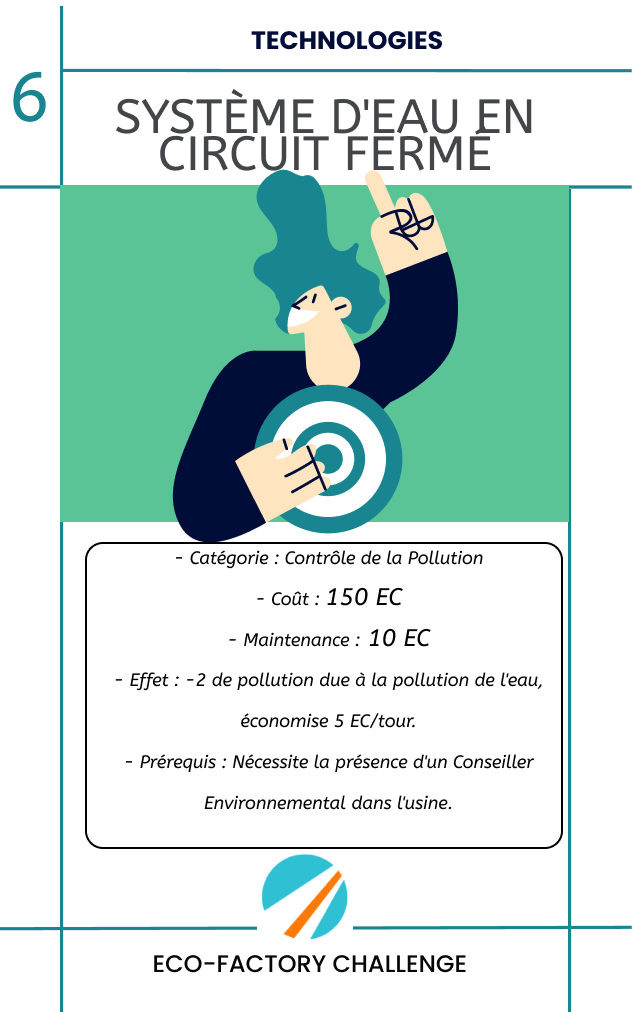 TECHNOLOGIES
6
SYSTÈME D'EAU EN
CIRCUIT FERMÉ
- Catégorie : Contrôle de la Pollution
- Coût : 150 EC
- Maintenance : 10 EC
- Effet : -2 de pollution due à la pollution de l'eau,
économise 5 EC/tour.
- Prérequis : Nécessite la présence d'un Conseiller
Environnemental dans l'usine.
ECO-FACTORY CHALLENGE